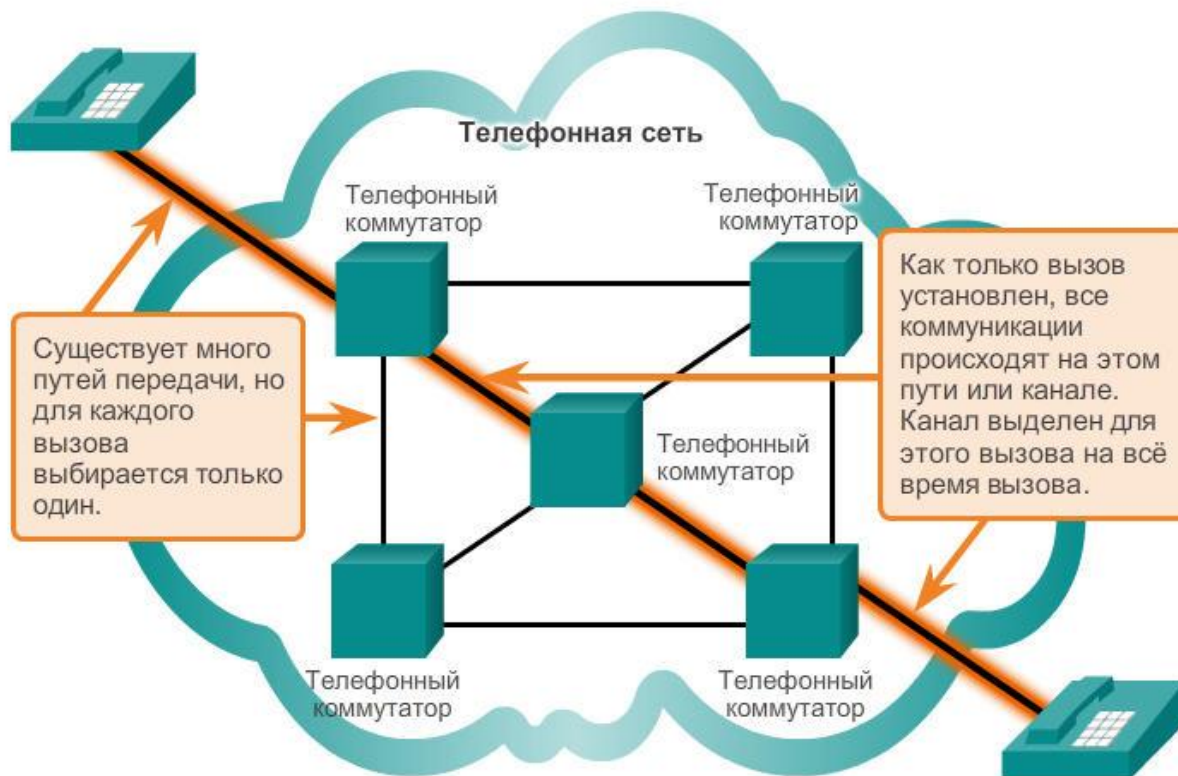 Телефонная сеть
Телефонный
коммутатор
Телефонный
коммутатор
Как только вызов
установлен, все
коммуникации
происходят на этом
пути или канале.
Канал выделен для
этого вызова на всё
время вызова.
Существует много
путей передачи, но
для каждого
вызова
выбирается только
один.
Телефонный
коммутатор
Телефонный
коммутатор
Телефонный
коммутатор